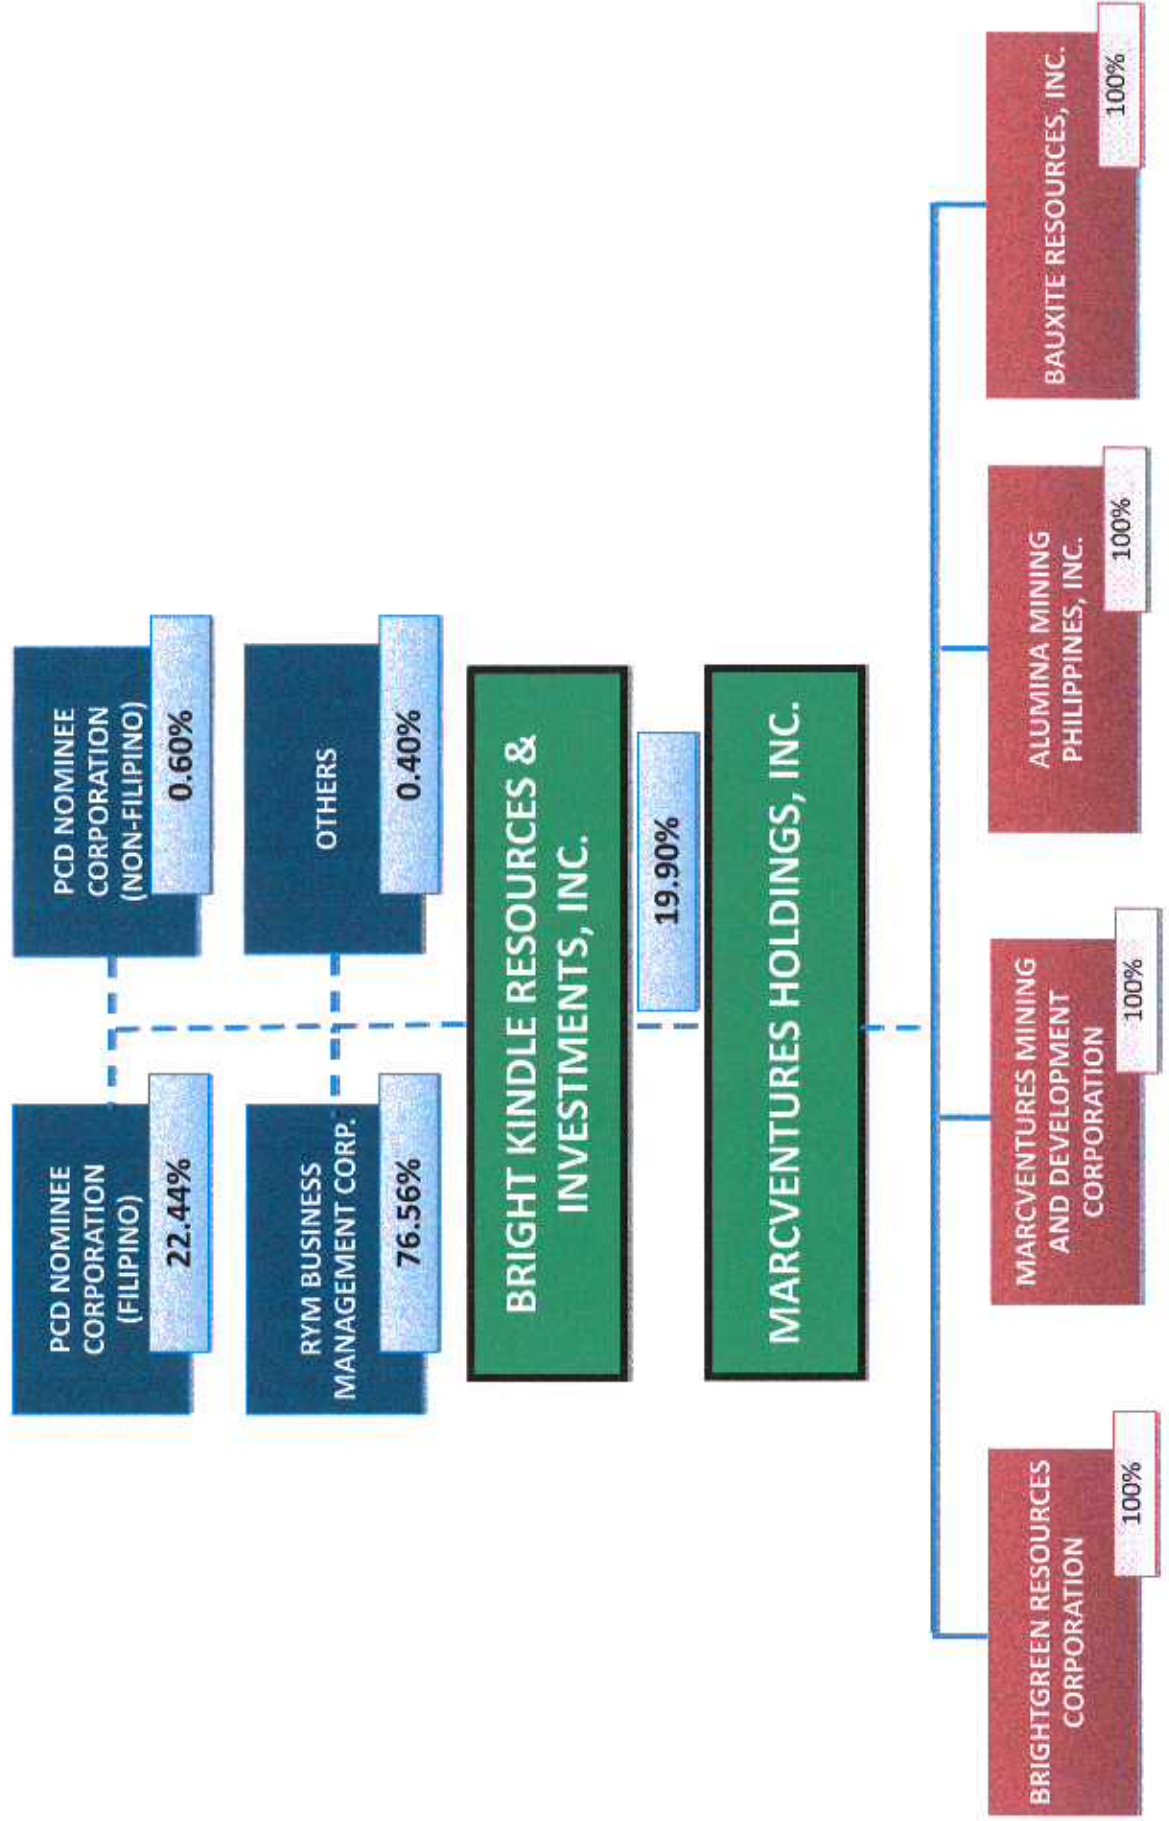 PCD NOMINEE
CORPORATION
(FILIPINO)
22.44%
PCD NOMINEE
CORPORATION
(NON-FILIPINO)
0.60%
RYM BUSINESS
MANAGEMENT CORP.
76.56%
OTHERS
0.40%
BRIGHT KINDLE RESOURCES &
INVESTMENTS, INC.
19.90%
MARCVENTURES HOLDINGS, INC.
BRIGHTGREEN RESOURCES
CORPORATION
100%
MARCVENTURES MINING
AND DEVELOPMENT
CORPORATION
100%
ALUMINA MINING
PHILIPPINES, INC.
100%
BAUXITE RESOURCES, INC.
100%